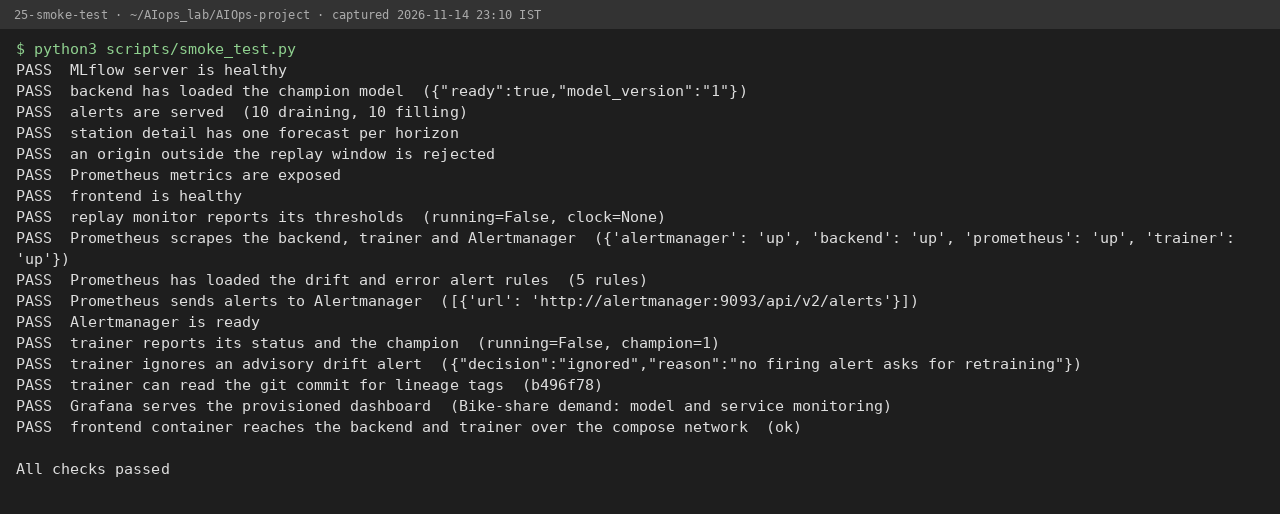 25-smoke-test · ~/AIops_lab/AIOps-project · captured 2026-11-14 23:10 IST
$ python3 scripts/smoke_test.py
PASS  MLflow server is healthy
PASS  backend has loaded the champion model  ({"ready":true,"model_version":"1"})
PASS  alerts are served  (10 draining, 10 filling)
PASS  station detail has one forecast per horizon
PASS  an origin outside the replay window is rejected
PASS  Prometheus metrics are exposed
PASS  frontend is healthy
PASS  replay monitor reports its thresholds  (running=False, clock=None)
PASS  Prometheus scrapes the backend, trainer and Alertmanager  ({'alertmanager': 'up', 'backend': 'up', 'prometheus': 'up', 'trainer':
'up'})
PASS  Prometheus has loaded the drift and error alert rules  (5 rules)
PASS  Prometheus sends alerts to Alertmanager  ([{'url': 'http://alertmanager:9093/api/v2/alerts'}])
PASS  Alertmanager is ready
PASS  trainer reports its status and the champion  (running=False, champion=1)
PASS  trainer ignores an advisory drift alert  ({"decision":"ignored","reason":"no firing alert asks for retraining"})
PASS  trainer can read the git commit for lineage tags  (b496f78)
PASS  Grafana serves the provisioned dashboard  (Bike-share demand: model and service monitoring)
PASS  frontend container reaches the backend and trainer over the compose network  (ok)
All checks passed